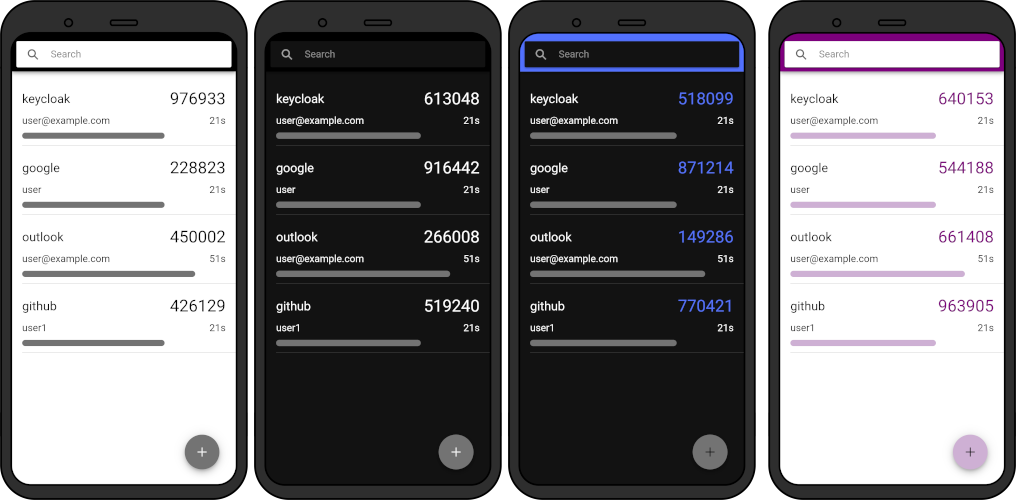 Search
keycloak 976933
user@example.com 21s
google 228823
user 21s
outlook 450002
user@example.com 51s
github 426129
user1 21s
+
Search
keycloak 613048
user@example.com 21s
google 916442
user 21s
outlook 266008
user@example.com 51s
github 519240
user1 21s
+
Search
keycloak 518099
user@example.com 21s
google 871214
user 21s
outlook 149286
user@example.com 51s
github 770421
user1 21s
+
Search
keycloak 640153
user@example.com 21s
google 544188
user 21s
outlook 661408
user@example.com 51s
github 963905
user1 21s
+